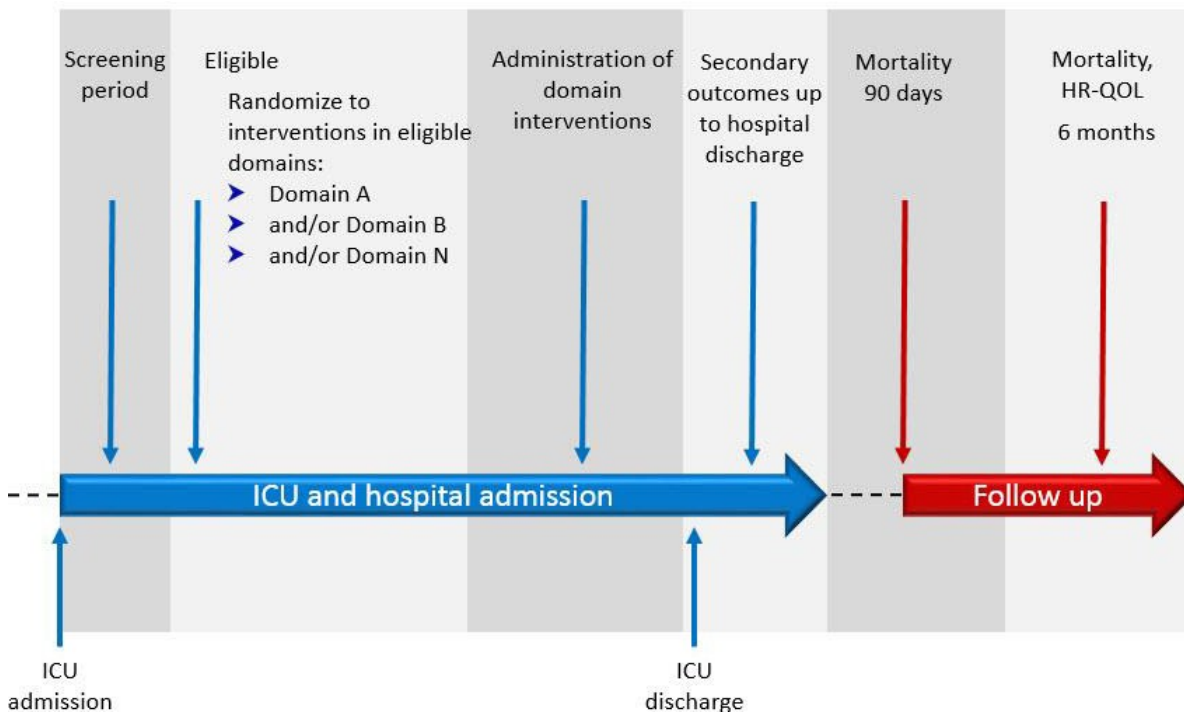 Screening
period
Eligible
Randomize to
interventions in eligible
domains:
Domain A
and/or Domain B
and/or Domain N
Administration of
domain
interventions
Secondary
outcomes up
to hospital
discharge
Mortality
90 days
Mortality,
HR-QOL
6 months
ICU and hospital admission
Follow up
ICU
admission
ICU
discharge